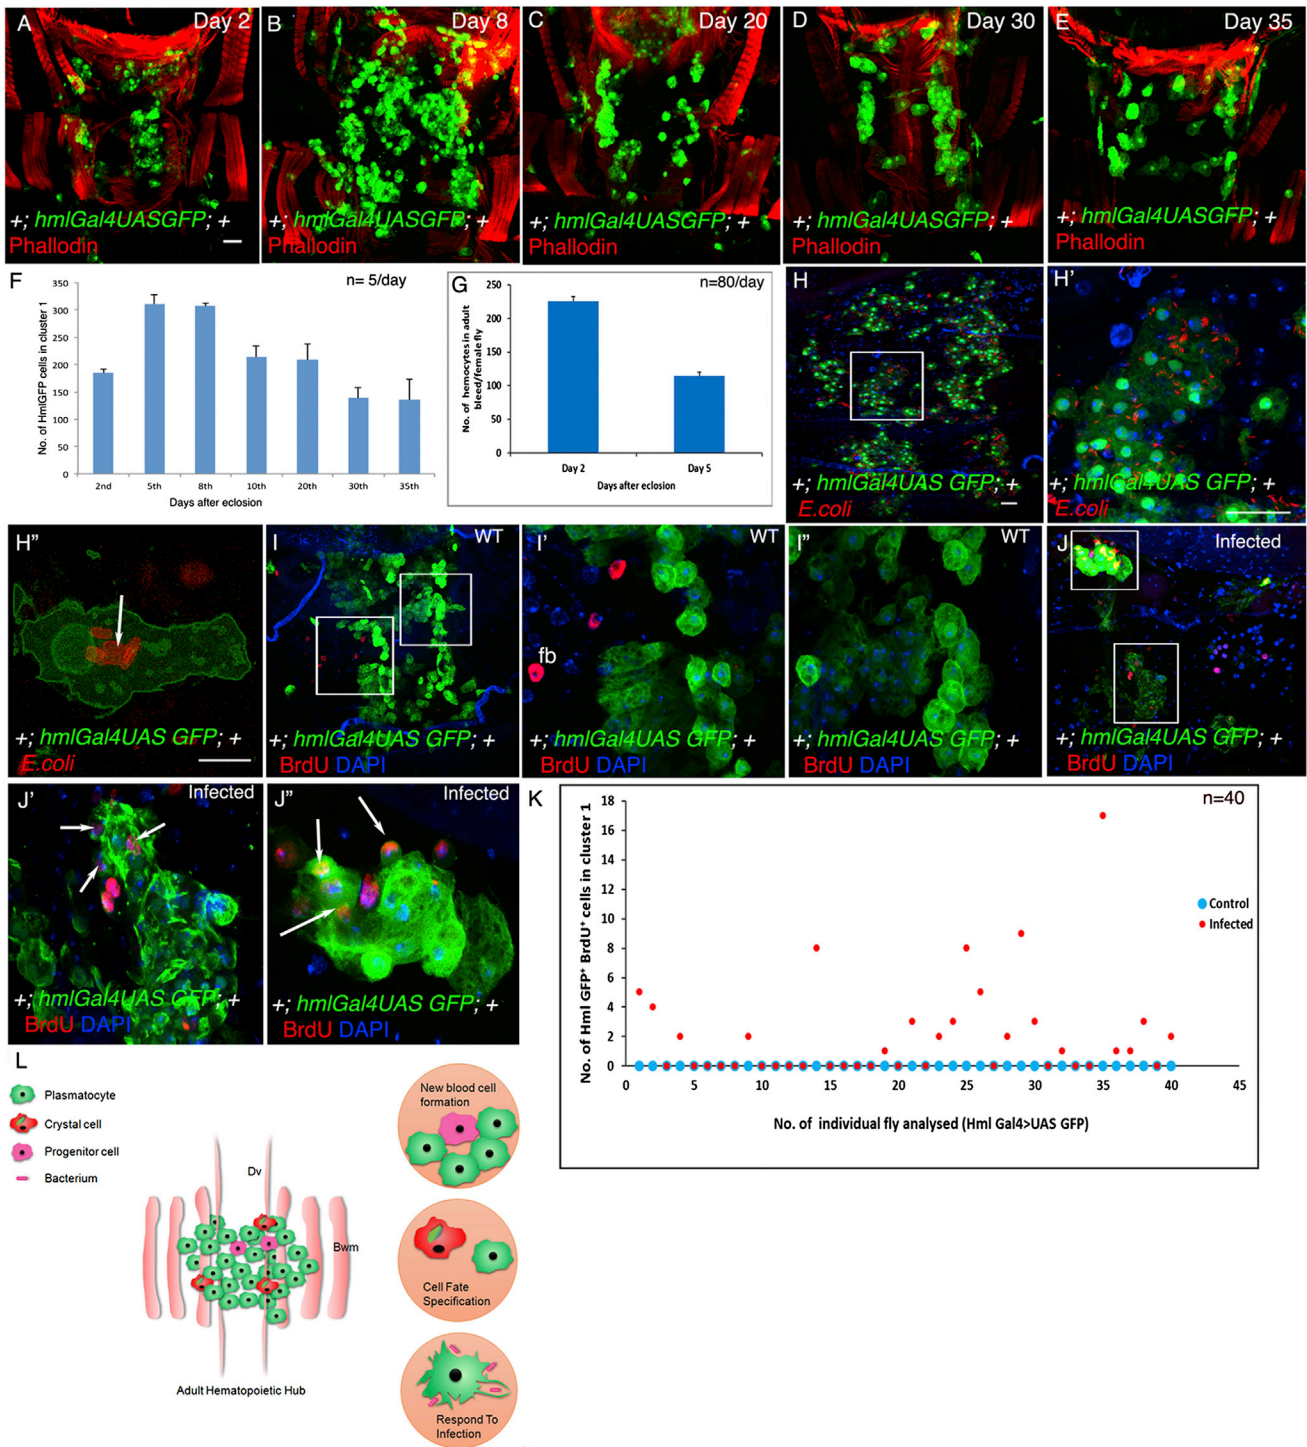 A
Day 2
+; hmlGal4UASGFP; +
Phallodin
B
Day 8
+; hmlGal4UASGFP; +
Phallodin
C
Day 20
+; hmlGal4UASGFP; +
Phallodin
D
Day 30
+; hmlGal4UASGFP; +
Phallodin
E
Day 35
+; hmlGal4UASGFP; +
Phallodin
F
n= 5/day
No. of HmlGFP cells in cluster 1
350
300
250
200
150
100
50
0
2nd 5th 8th 10th 20th 30th 35th
Days after eclosion
G
n=80/day
No. of hemocytes in adult
bleed/female fly
250
200
150
100
50
0
Day 2 Day 5
Days after eclosion
H
+; hmlGal4UAS GFP; +
E.coli
H'
+; hmlGal4UAS GFP; +
E.coli
H"
+; hmlGal4UAS GFP; +
E.coli
I
WT
+; hmlGal4UAS GFP; +
BrdU DAPI
I'
WT
fb
+; hmlGal4UAS GFP; +
BrdU DAPI
I"
WT
+; hmlGal4UAS GFP; +
BrdU DAPI
J
Infected
+; hmlGal4UAS GFP; +
BrdU DAPI
J'
Infected
+; hmlGal4UAS GFP; +
BrdU DAPI
J"
Infected
+; hmlGal4UAS GFP; +
BrdU DAPI
K
n=40
No. of Hml GFP+ BrdU+ cells in cluster 1
18
16
14
12
10
8
6
4
2
0
0 5 10 15 20 25 30 35 40 45
No. of individual fly analysed (Hml Gal4>UAS GFP)
Control
Infected
L
Plasmatocyte
Crystal cell
Progenitor cell
Bacterium
Dv
Bwm
Adult Hematopoietic Hub
New blood cell
formation
Cell Fate
Specification
Respond To
Infection